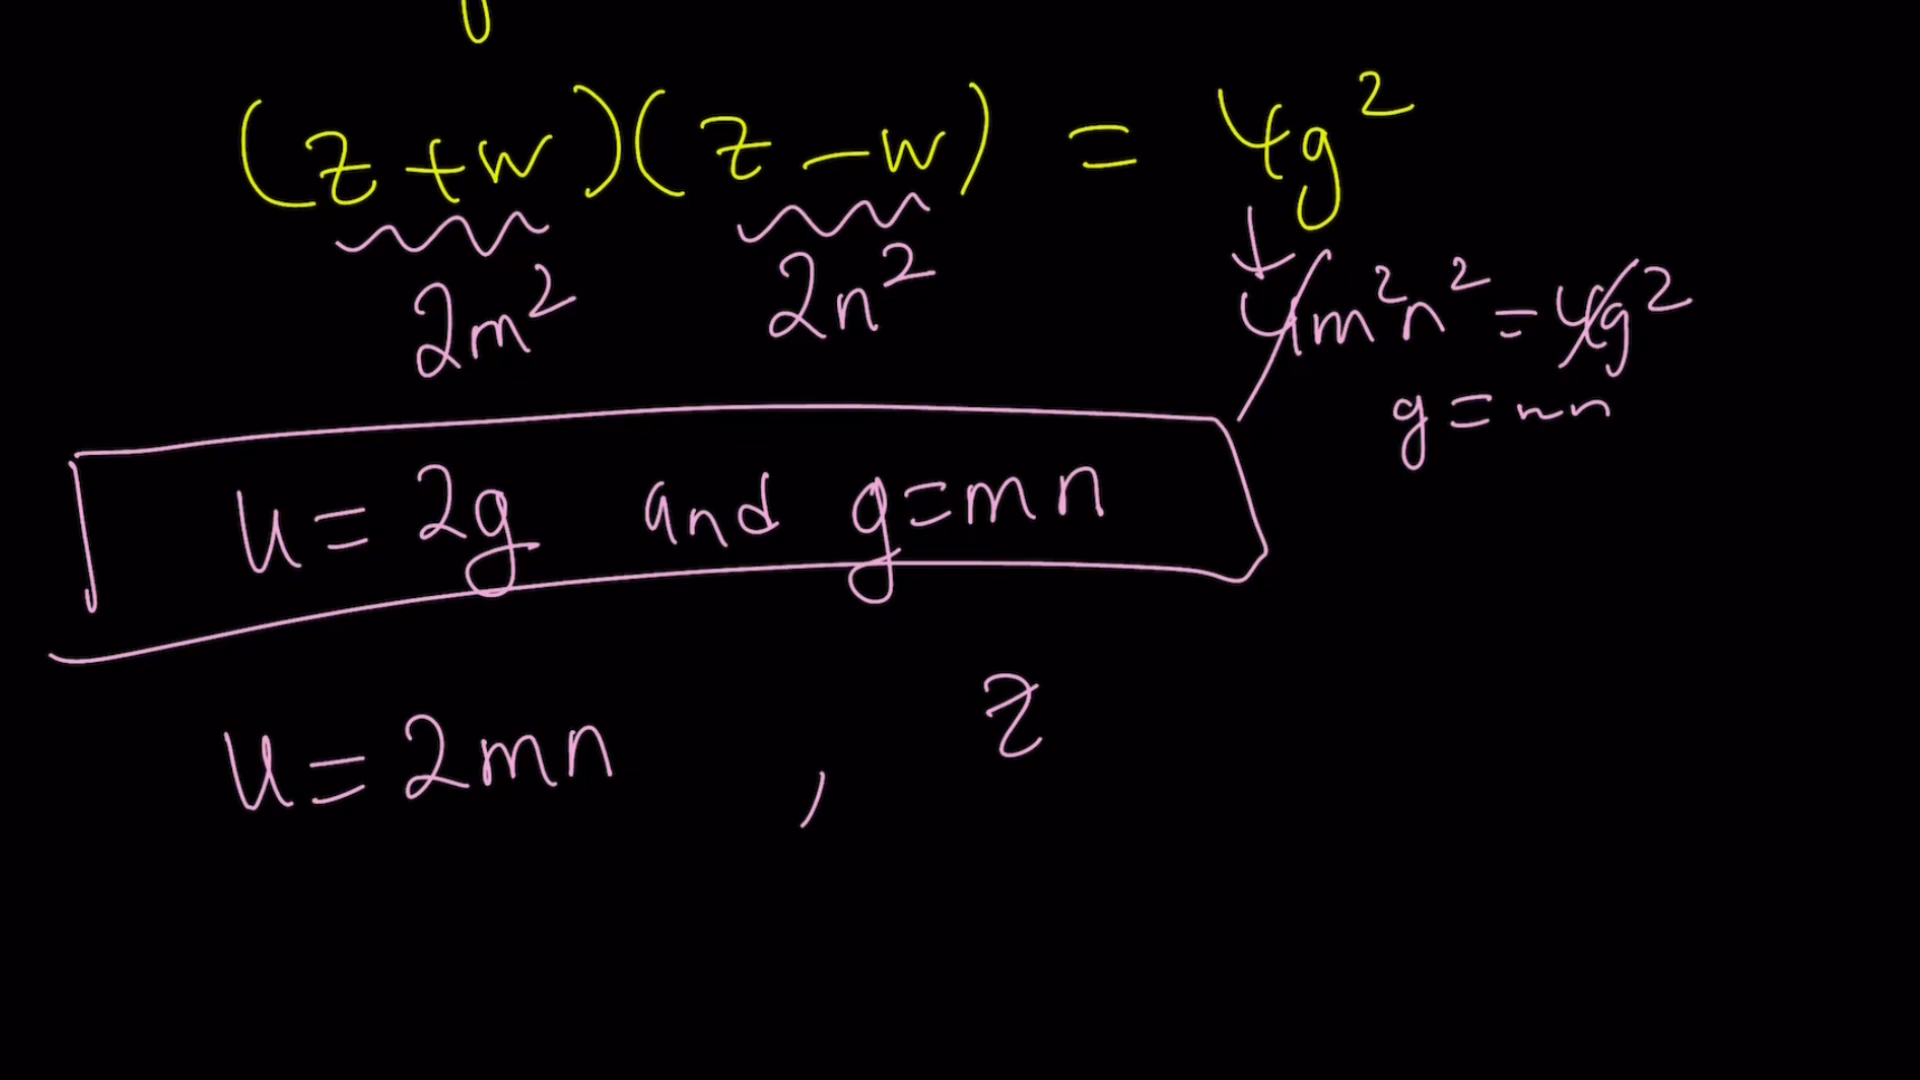 (z+w)(z-w) = 4g²
2m² 2n² 4m²n² = 4g²
g = mn
u = 2g and g = mn
u = 2mn , z